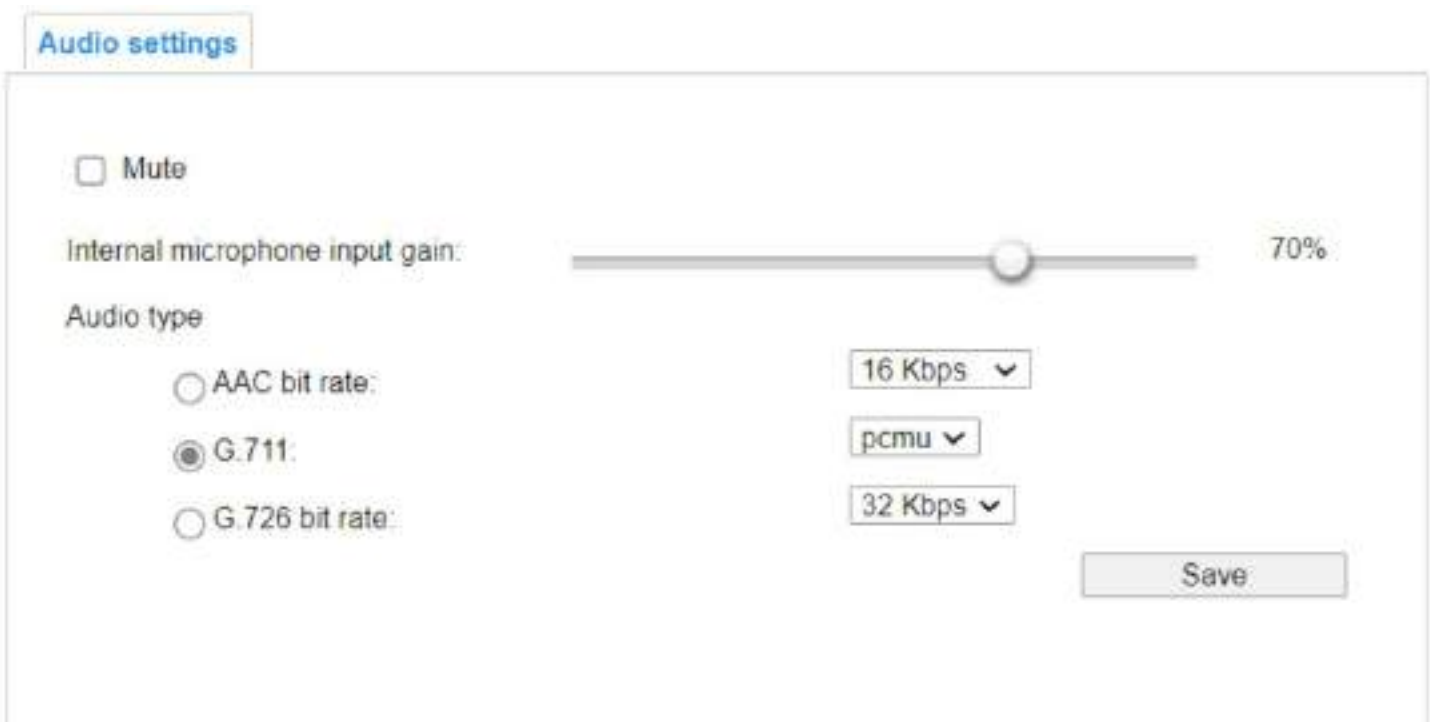 Audio settings
Mute
Internal microphone input gain: 70%
Audio type
AAC bit rate: 16 Kbps
G.711: pcmu
G.726 bit rate: 32 Kbps
Save